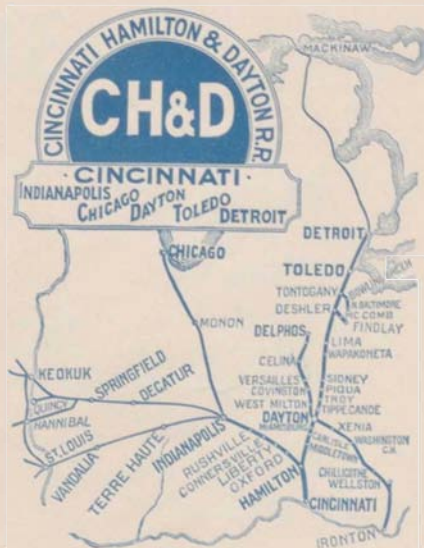 CINCINNATI HAMILTON & DAYTON R.R.
CH&D
· CINCINNATI ·
INDIANAPOLIS
CHICAGO
DAYTON
TOLEDO
DETROIT
MACKINAW
DETROIT
TOLEDO
CHICAGO
TONTOGANY
BOWLING GREEN
DESHLER
N. BALTIMORE
MC COMB
FINDLAY
MONON
DELPHOS
LIMA
WAPAKONETA
CELINA
KEOKUK
SPRINGFIELD
DECATUR
VERSAILLES
SIDNEY
COVINGTON
PIQUA
WEST MILTON
TROY
TIPPECANOE
QUINCY
HANNIBAL
DAYTON
MIAMISBURG
XENIA
ST. LOUIS
VANDALIA
TERRE HAUTE
INDIANAPOLIS
RUSHVILLE
CONNERSVILLE
LIBERTY
OXFORD
HAMILTON
CARLISLE
MIDDLETOWN
WASHINGTON
C.H.
CHILLICOTHE
WELLSTON
CINCINNATI
IRONTON